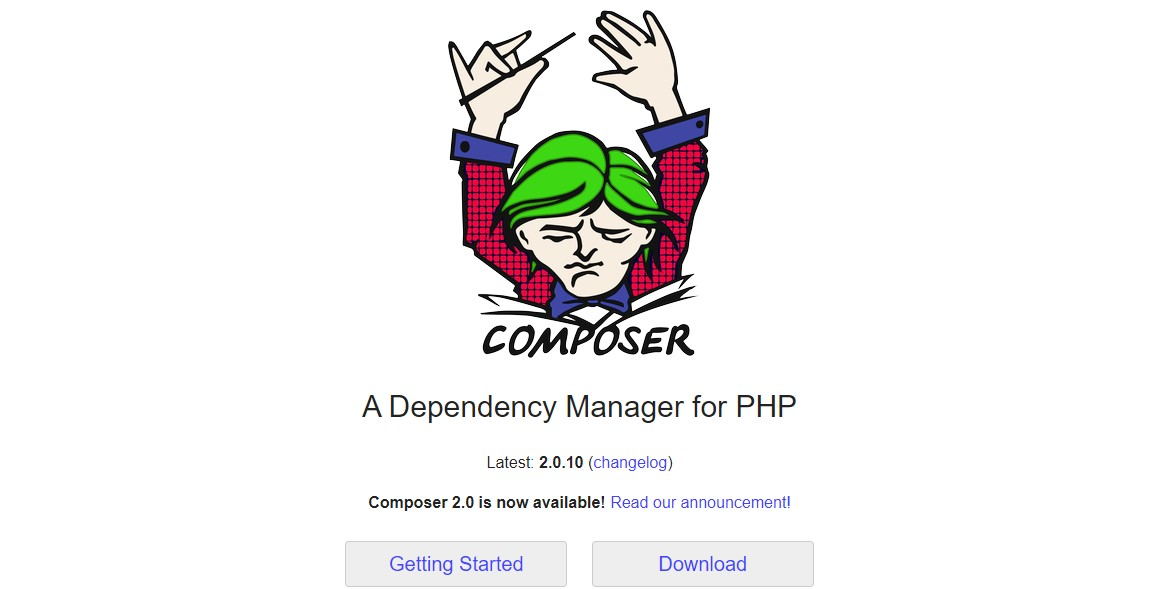 COMPOSER
A Dependency Manager for PHP
Latest: 2.0.10 (changelog)
Composer 2.0 is now available! Read our announcement!
Getting Started
Download